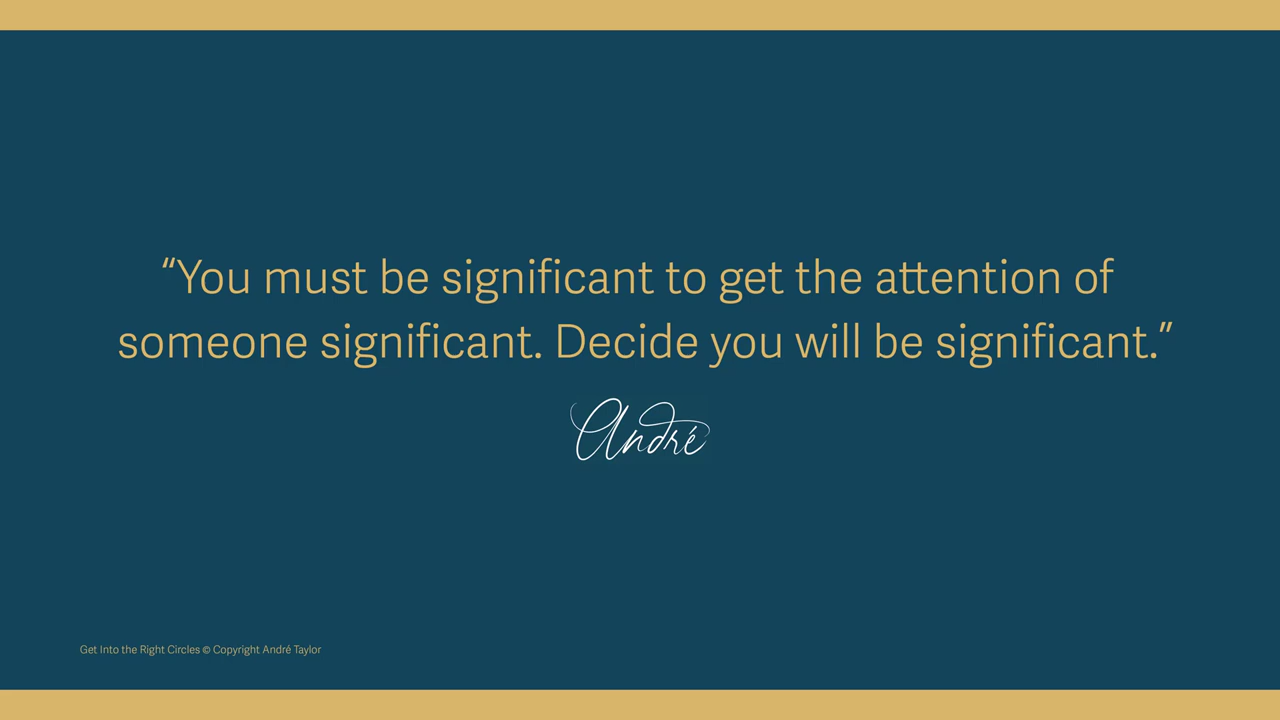 “You must be significant to get the attention of
someone significant. Decide you will be significant.”
André
Get Into the Right Circles © Copyright André Taylor